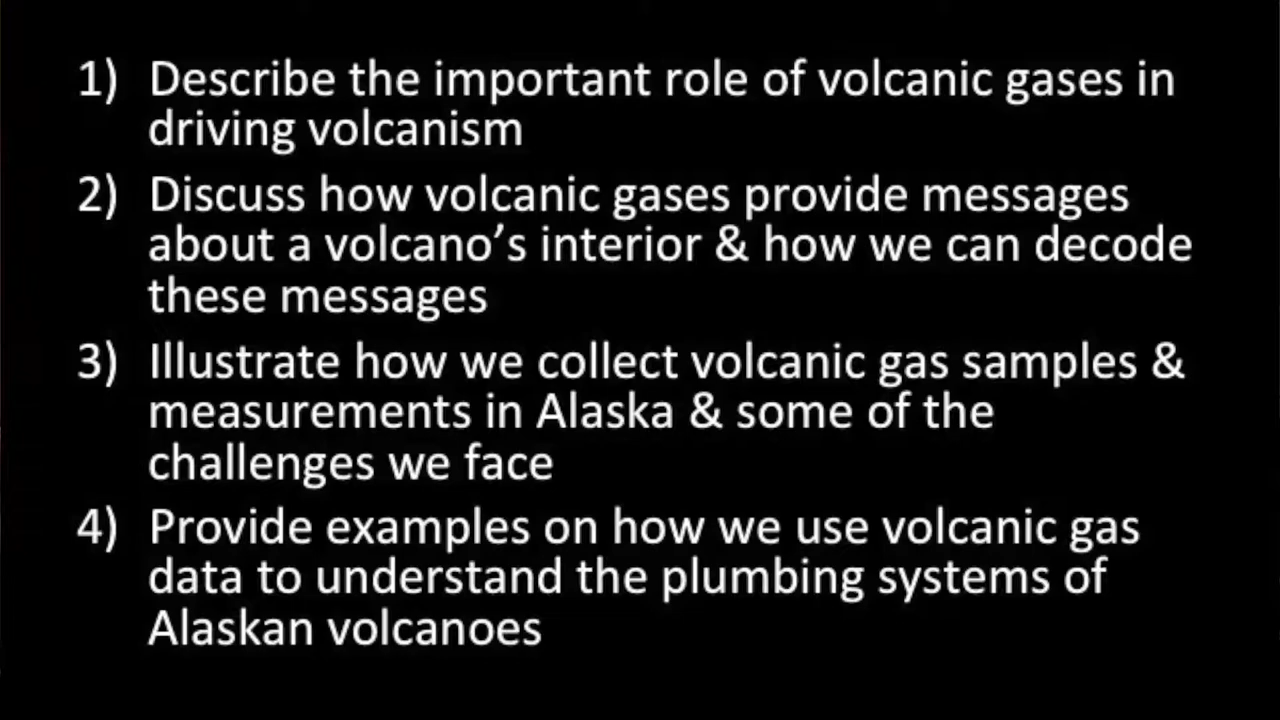 1) Describe the important role of volcanic gases in
driving volcanism
2) Discuss how volcanic gases provide messages
about a volcano’s interior & how we can decode
these messages
3) Illustrate how we collect volcanic gas samples &
measurements in Alaska & some of the
challenges we face
4) Provide examples on how we use volcanic gas
data to understand the plumbing systems of
Alaskan volcanoes